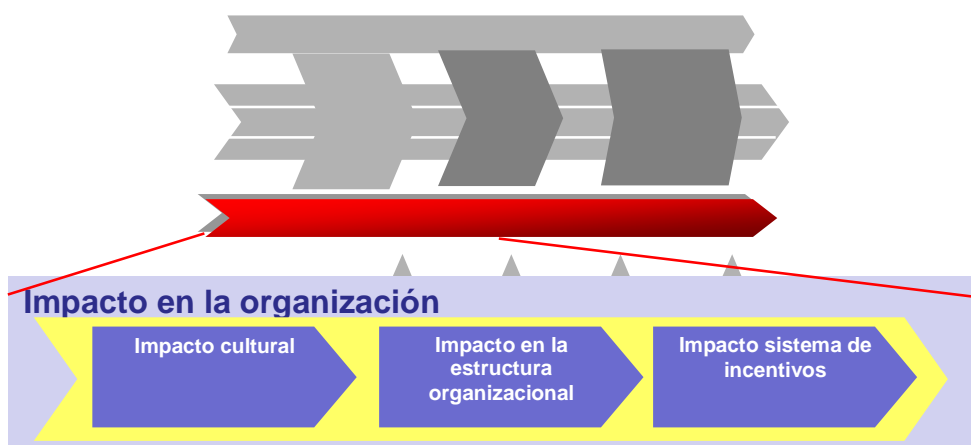 Impacto en la organización
Impacto cultural
Impacto en la
estructura
organizacional
Impacto sistema de
incentivos